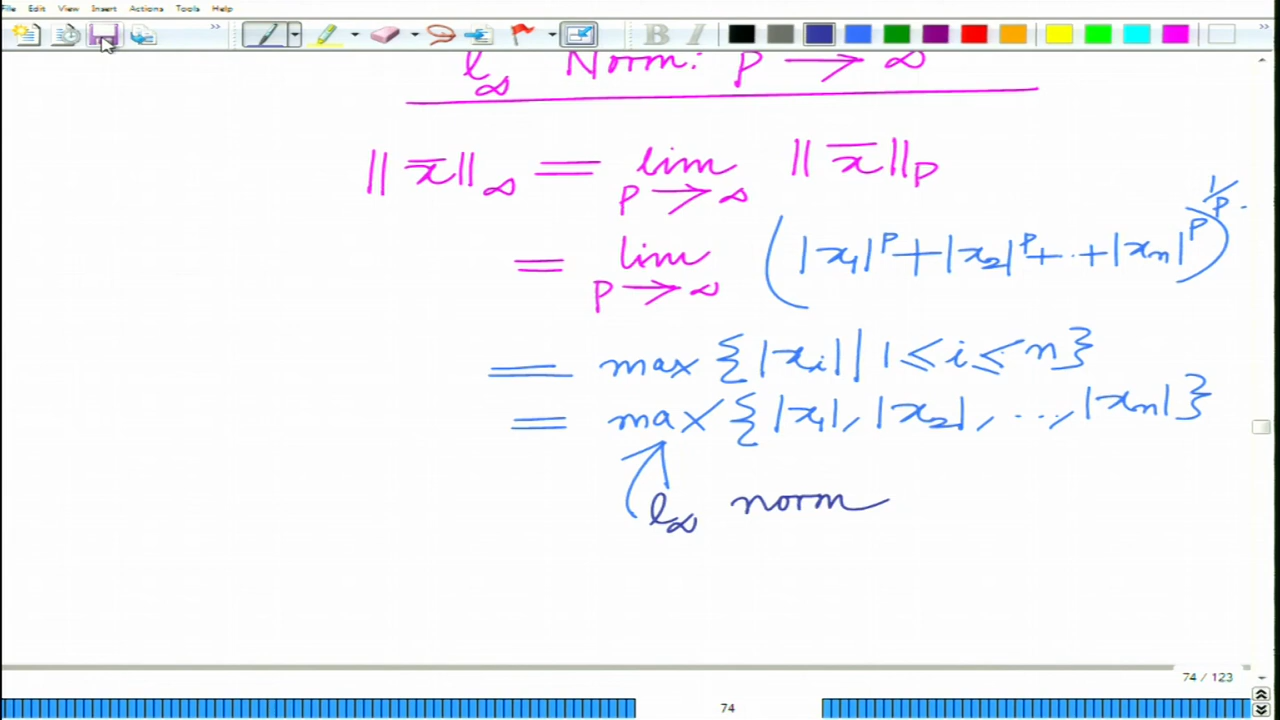 File Edit View Insert Actions Tools Help
B I
l∞ Norm: p → ∞
||x̄||∞ = lim p → ∞ ||x̄||p
= lim p → ∞ (|x1|^p + |x2|^p + .. + |xn|^p)^1/p.
= max {|xi| | 1 ≤ i ≤ n}
= max {|x1|, |x2|, ..., |xn|}
l∞ norm
74 / 123
74